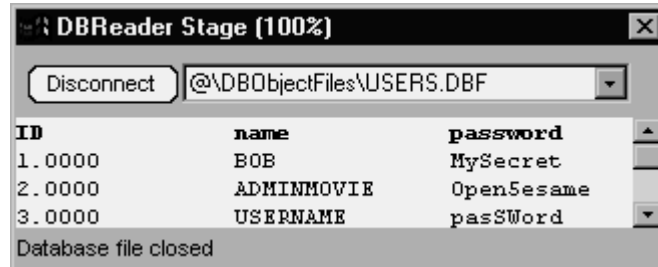 DBReader Stage (100%)
Disconnect @\DBObjectFiles\USERS.DBF
ID name password
1.0000 BOB MySecret
2.0000 ADMINMOVIE Open5esame
3.0000 USERNAME pasSWord
Database file closed